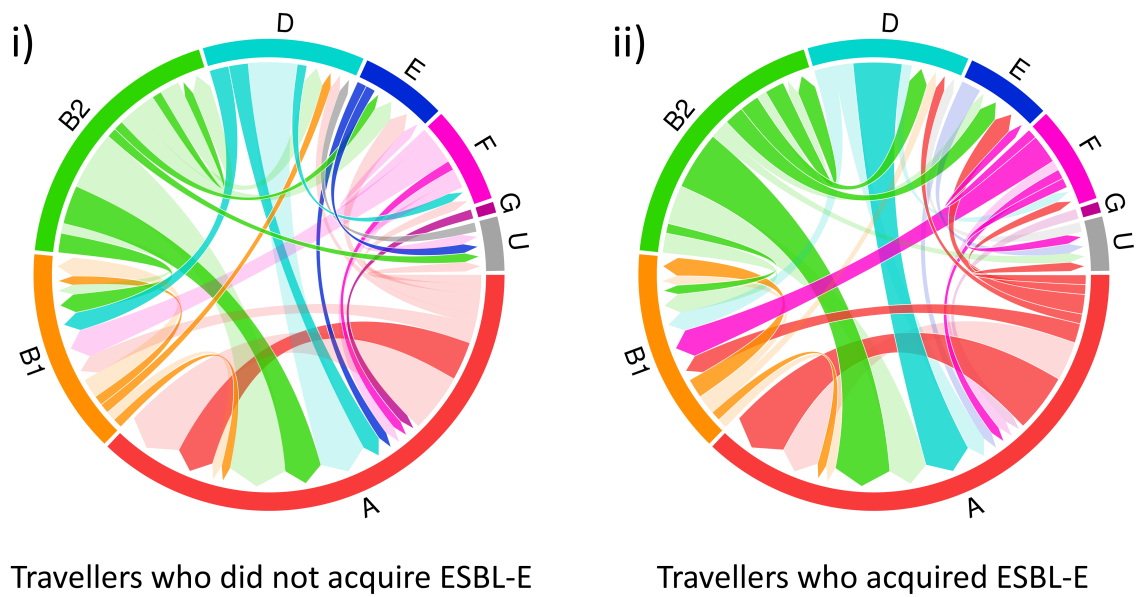 i)
D
E
F
G
U
A
B1
B2
Travellers who did not acquire ESBL-E
ii)
D
E
F
G
U
A
B1
B2
Travellers who acquired ESBL-E